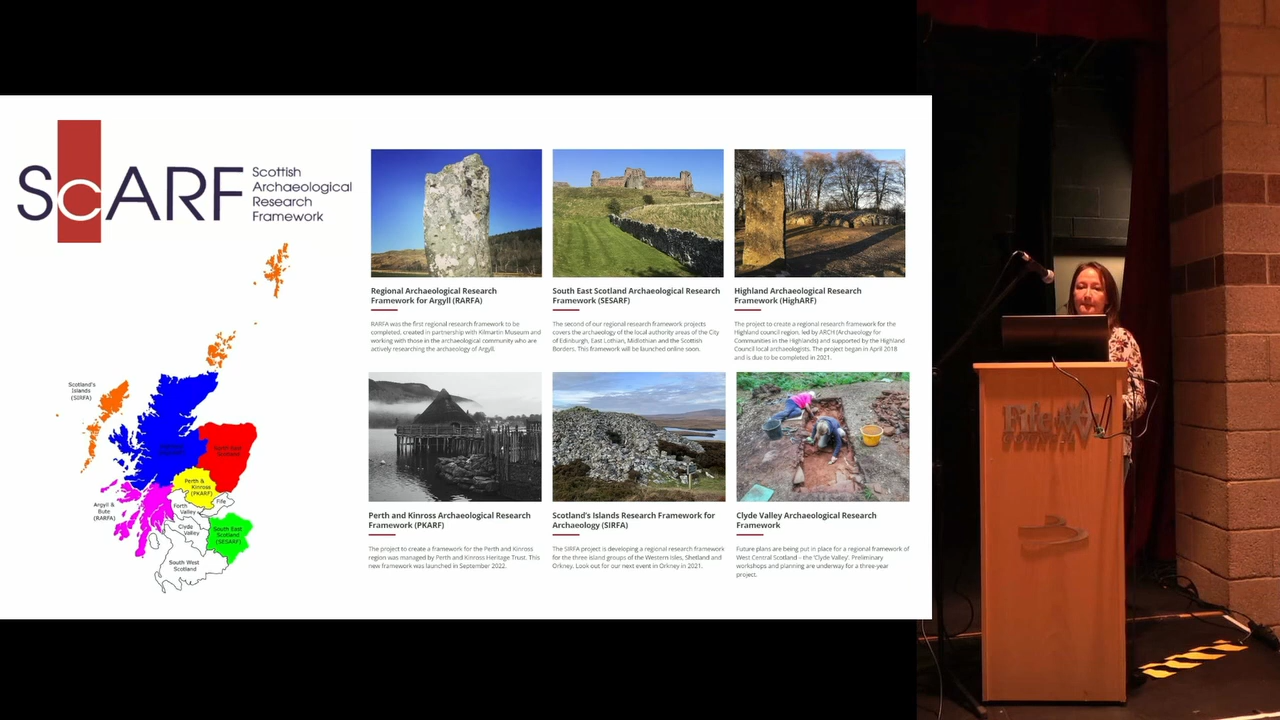 ScARF
Scottish
Archaeological
Research
Framework
Scotland's
Islands
(SIRFA)
North East
Scotland
Perth &
Kinross
(PKARF)
Argyll &
Bute
(RARFA)
Forth
Valley
Fife
Clyde
Valley
South East
Scotland
(SESARF)
South West
Scotland
Regional Archaeological Research
Framework for Argyll (RARFA)
RARFA was the first regional research framework to be
completed, created in partnership with Kilmartin Museum and
working with those in the archaeological community who are
actively researching the archaeology of Argyll.
South East Scotland Archaeological Research
Framework (SESARF)
The second of our regional research framework projects
covers the archaeology of the local authority areas of the City
of Edinburgh, East Lothian, Midlothian and the Scottish
Borders. This framework will be launched online soon.
Highland Archaeological Research
Framework (HighARF)
The project to create a regional research framework for the
Highland council region, led by ARCH (Archaeology for
Communities in the Highlands) and supported by the Highland
Council local archaeologists. The project began in April 2018
and is due to be completed in 2021.
Perth and Kinross Archaeological Research
Framework (PKARF)
The project to create a framework for the Perth and Kinross
region was managed by Perth and Kinross Heritage Trust. This
new framework was launched in September 2022.
Scotland's Islands Research Framework for
Archaeology (SIRFA)
The SIRFA project is developing a regional research framework
for the three island groups of the Western Isles, Shetland and
Orkney. Look out for our next event in Orkney in 2021.
Clyde Valley Archaeological Research
Framework
Future plans are being put in place for a regional framework of
West Central Scotland - the 'Clyde Valley'. Preliminary
workshops and planning are underway for a three-year
project.
Fife
COUNCIL